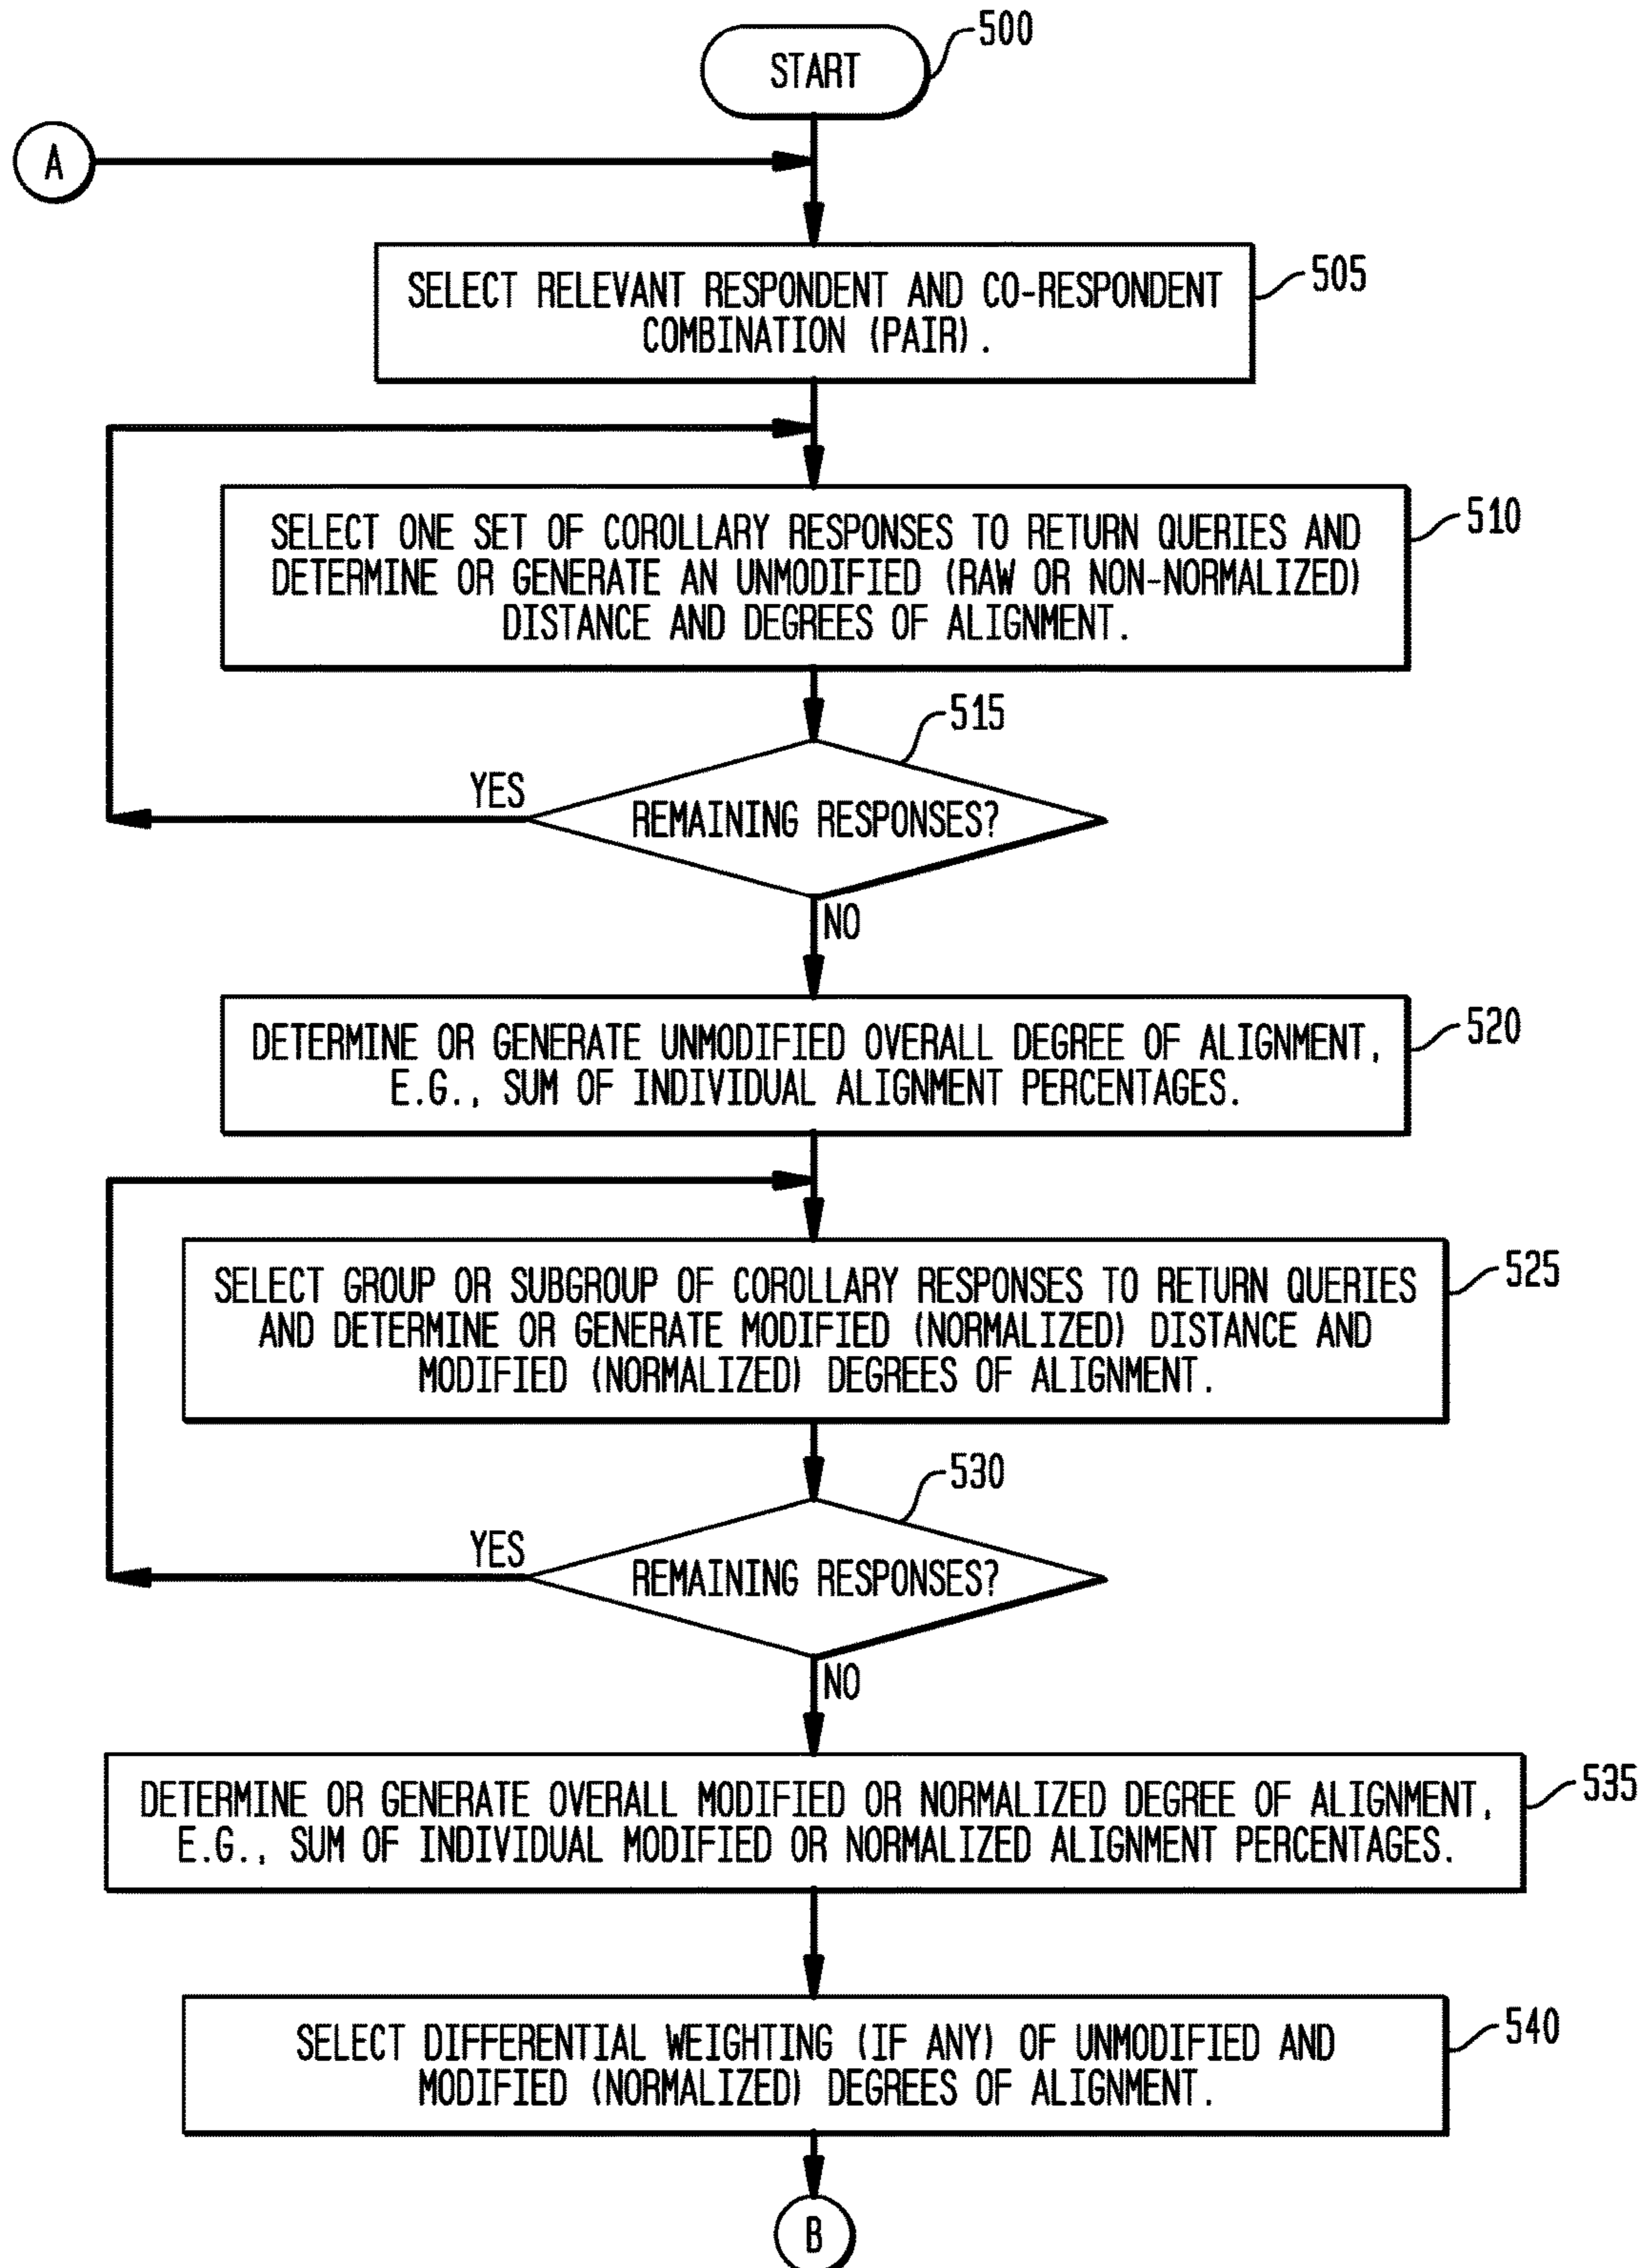 START
500
A
SELECT RELEVANT RESPONDENT AND CO-RESPONDENT
COMBINATION (PAIR).
505
SELECT ONE SET OF COROLLARY RESPONSES TO RETURN QUERIES AND
DETERMINE OR GENERATE AN UNMODIFIED (RAW OR NON-NORMALIZED)
DISTANCE AND DEGREES OF ALIGNMENT.
510
515
YES
REMAINING RESPONSES?
NO
DETERMINE OR GENERATE UNMODIFIED OVERALL DEGREE OF ALIGNMENT,
E.G., SUM OF INDIVIDUAL ALIGNMENT PERCENTAGES.
520
SELECT GROUP OR SUBGROUP OF COROLLARY RESPONSES TO RETURN QUERIES
AND DETERMINE OR GENERATE MODIFIED (NORMALIZED) DISTANCE AND
MODIFIED (NORMALIZED) DEGREES OF ALIGNMENT.
525
530
YES
REMAINING RESPONSES?
NO
DETERMINE OR GENERATE OVERALL MODIFIED OR NORMALIZED DEGREE OF ALIGNMENT,
E.G., SUM OF INDIVIDUAL MODIFIED OR NORMALIZED ALIGNMENT PERCENTAGES.
535
SELECT DIFFERENTIAL WEIGHTING (IF ANY) OF UNMODIFIED AND
MODIFIED (NORMALIZED) DEGREES OF ALIGNMENT.
540
B